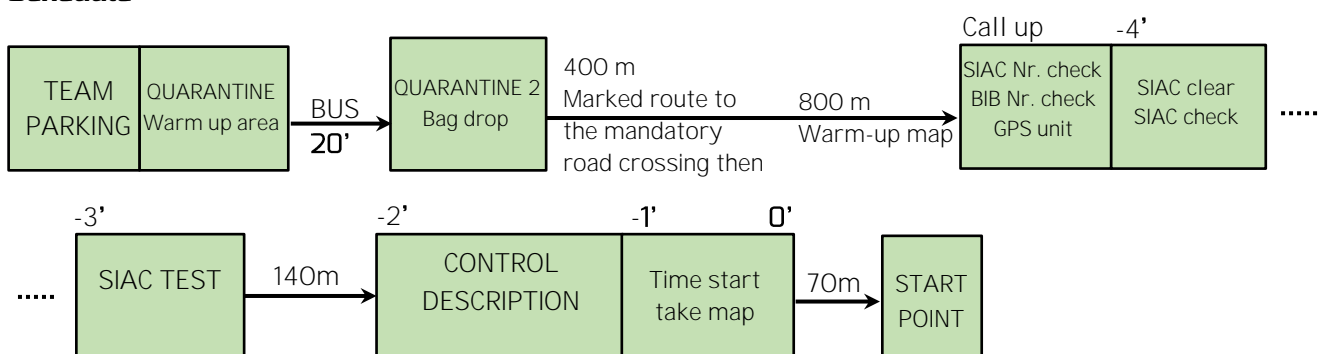 Call up -4'
TEAM
PARKING
QUARANTINE
Warm up area
BUS
20'
QUARANTINE 2
Bag drop
400 m
Marked route to
the mandatory
road crossing then
800 m
Warm-up map
SIAC Nr. check
BIB Nr. check
GPS unit
SIAC clear
SIAC check
.....
-3' -2' -1' 0'
.....
SIAC TEST
140m
CONTROL
DESCRIPTION
Time start
take map
70m
START
POINT